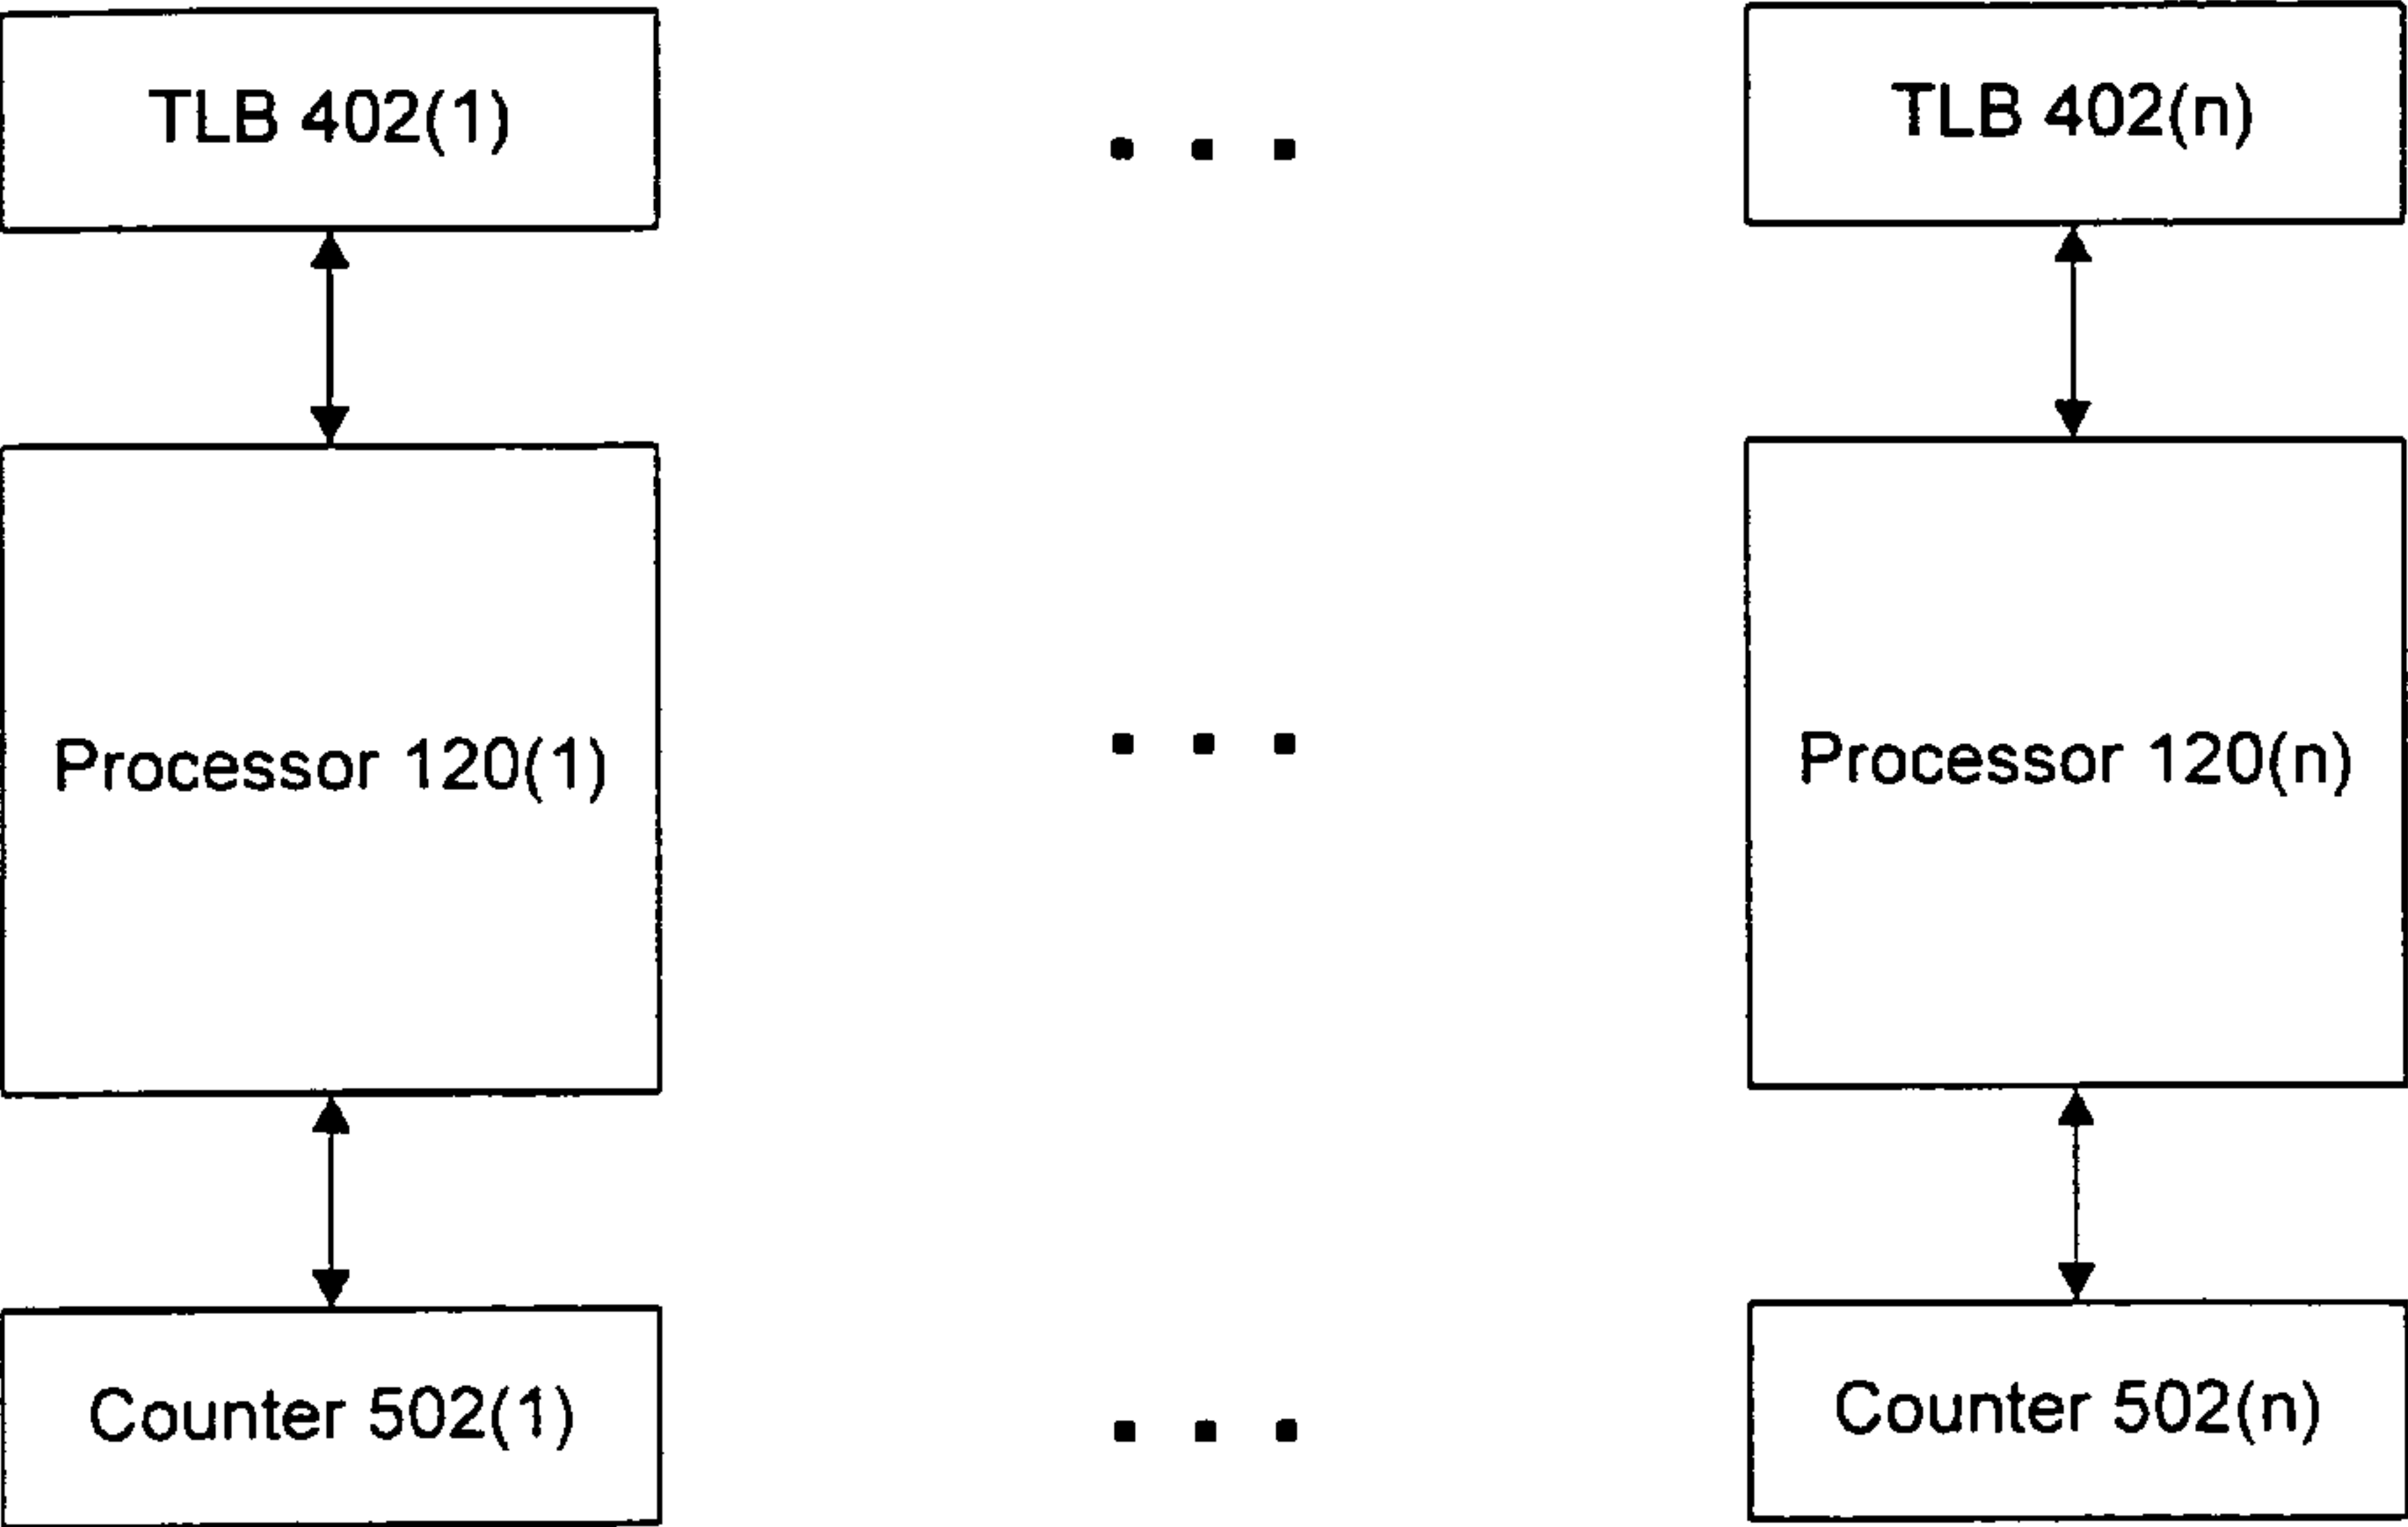 TLB 402(1)
TLB 402(n)
Processor 120(1)
Processor 120(n)
Counter 502(1)
Counter 502(n)